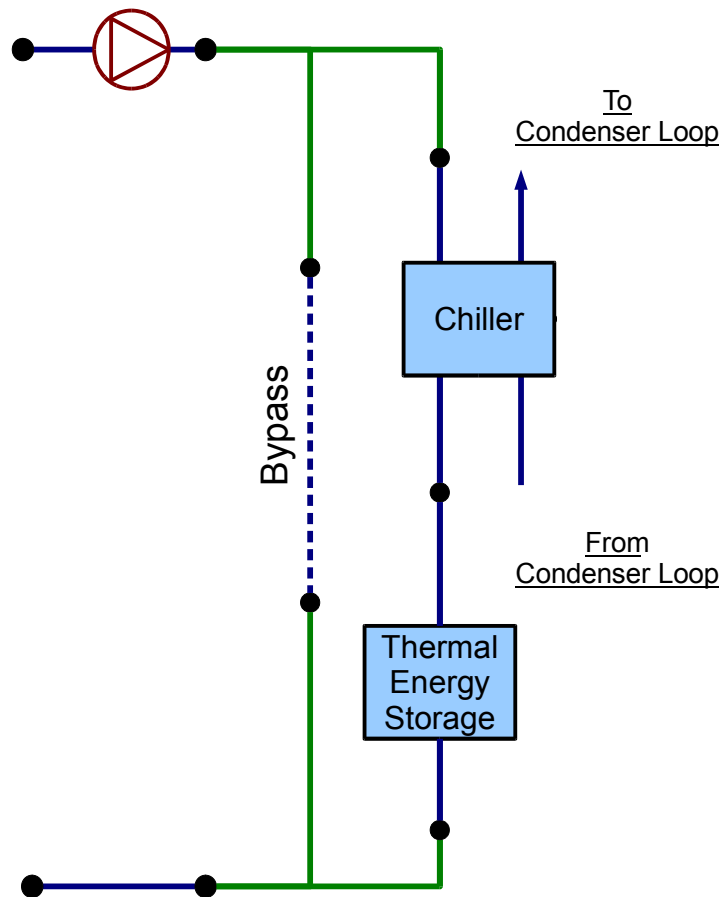 To
Condenser Loop
Chiller
Bypass
From
Condenser Loop
Thermal
Energy
Storage